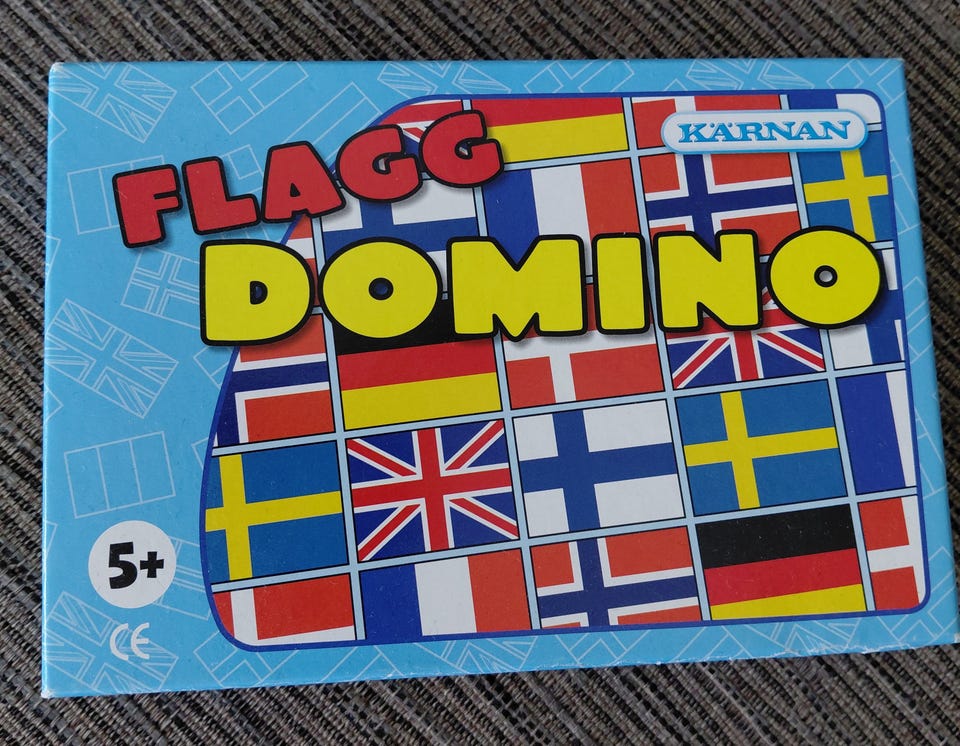 KÄRNAN
FLAGG
DOMINO
5+
CE